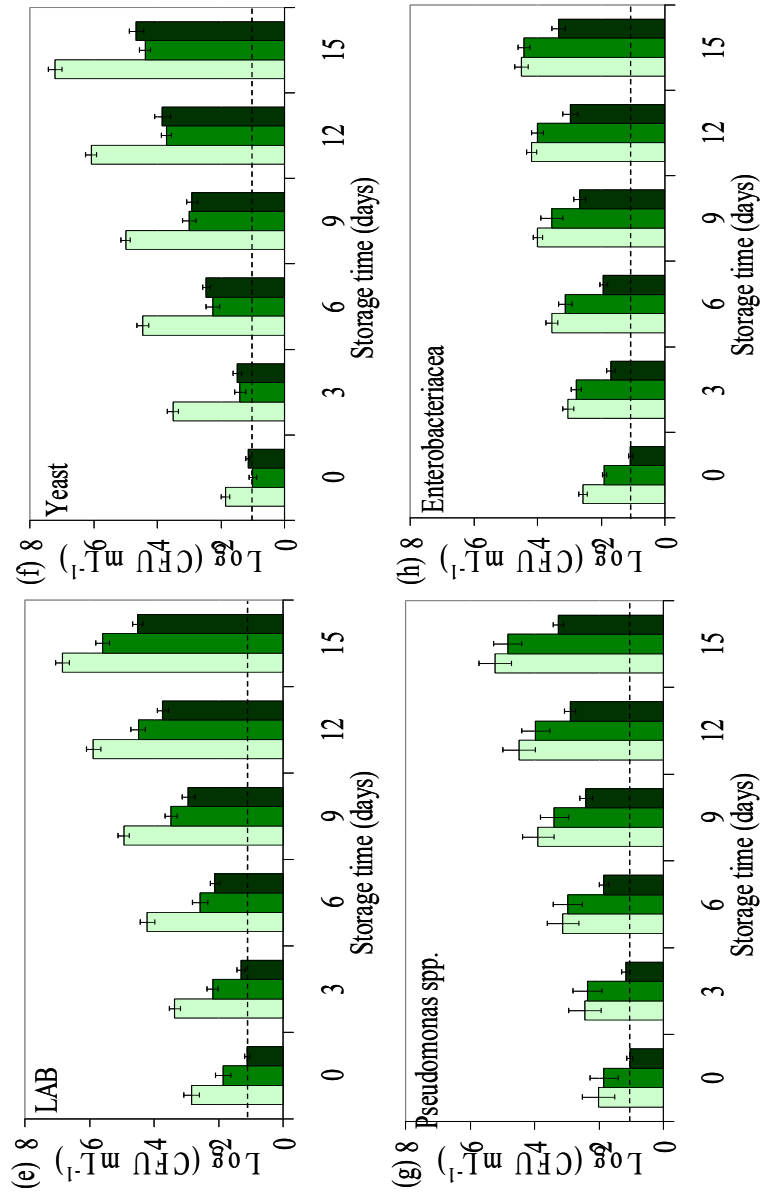 (e) 8
6
4
2
0
Log (CFU mL⁻¹)
LAB
0 3 6 9 12 15
Storage time (days)
(f) 8
6
4
2
0
Log (CFU mL⁻¹)
Yeast
0 3 6 9 12 15
Storage time (days)
(g) 8
6
4
2
0
Log (CFU mL⁻¹)
Pseudomonas spp.
0 3 6 9 12 15
Storage time (days)
(h) 8
6
4
2
0
Log (CFU mL⁻¹)
Enterobacteriacea
0 3 6 9 12 15
Storage time (days)